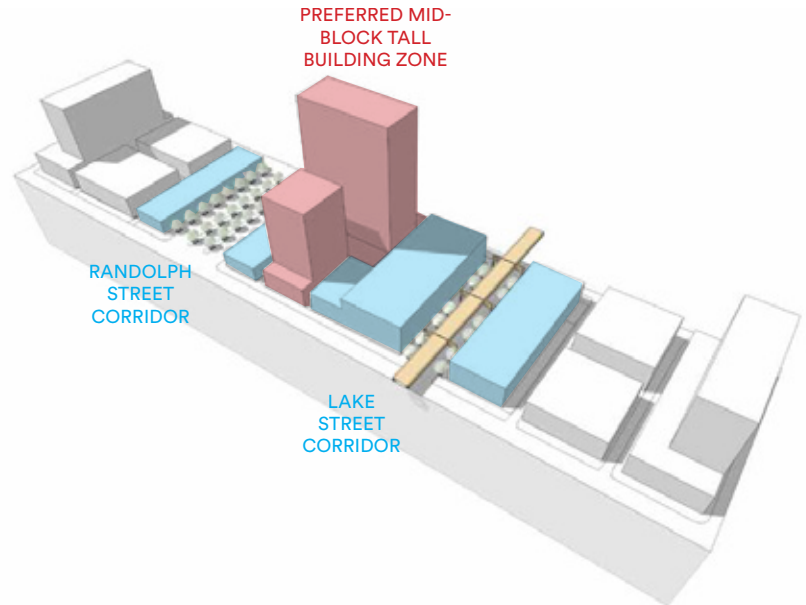 PREFERRED MID-
BLOCK TALL
BUILDING ZONE
RANDOLPH
STREET
CORRIDOR
LAKE
STREET
CORRIDOR